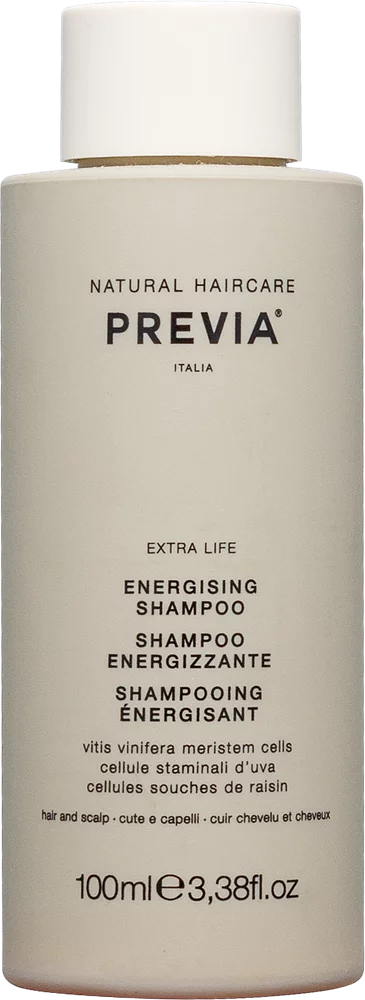 NATURAL HAIRCARE
PREVIA®
ITALIA
EXTRA LIFE
ENERGISING
SHAMPOO
SHAMPOO
ENERGIZZANTE
SHAMPOOING
ÉNERGISANT
vitis vinifera meristem cells
cellule staminali d'uva
cellules souches de raisin
hair and scalp · cute e capelli · cuir chevelu et cheveux
100ml℮3,38fl.oz